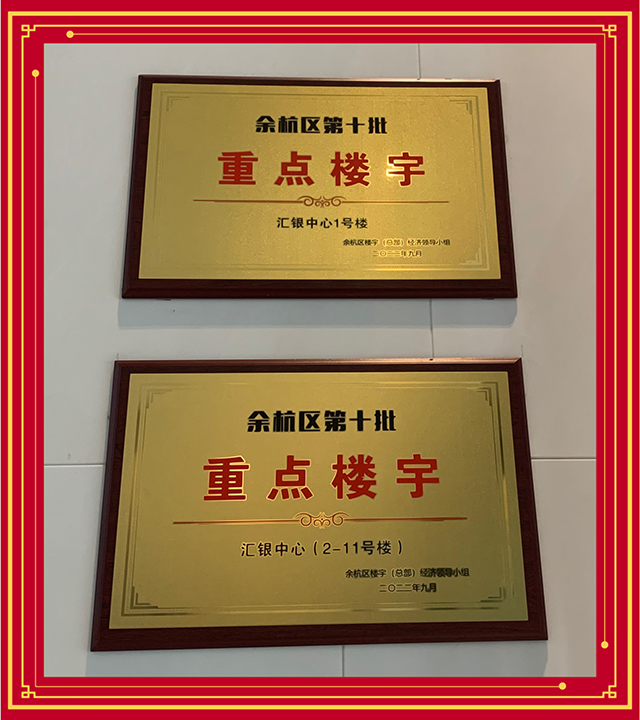 余杭区第十批
重点楼宇
汇银中心1号楼
余杭区楼宇(总部)经济领导小组
二〇二二年九月
余杭区第十批
重点楼宇
汇银中心(2-11号楼)
余杭区楼宇(总部)经济领导小组
二〇二二年九月